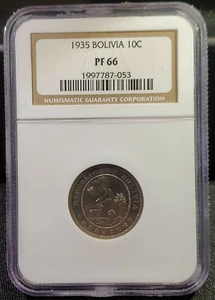 1935 BOLIVIA 10C
PF 66
1997787-053
NUMISMATIC GUARANTY CORPORATION